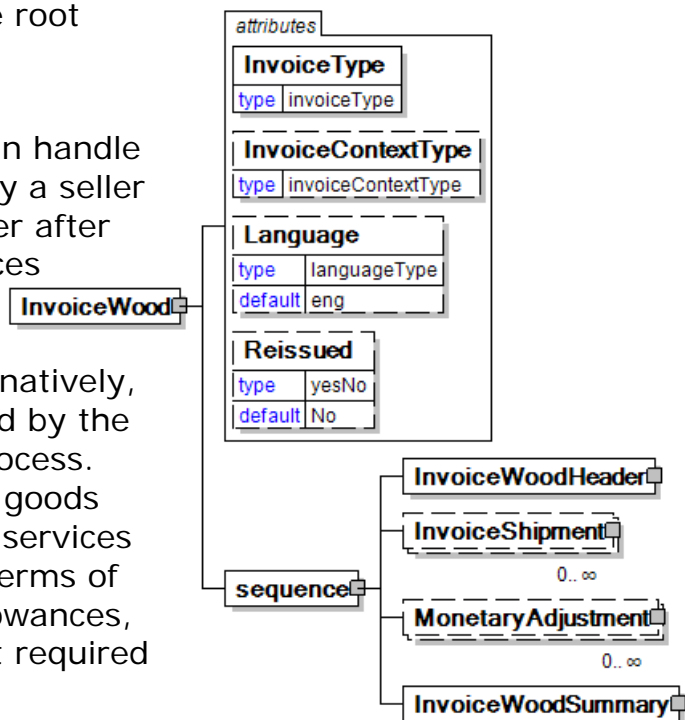 e root
n handle
y a seller
er after
ces
natively,
d by the
ocess.
goods
services
erms of
owances,
t required
InvoiceWood
attributes
InvoiceType
type invoiceType
InvoiceContextType
type invoiceContextType
Language
type languageType
default eng
Reissued
type yesNo
default No
sequence
InvoiceWoodHeader
InvoiceShipment
0.. ∞
MonetaryAdjustment
0.. ∞
InvoiceWoodSummary